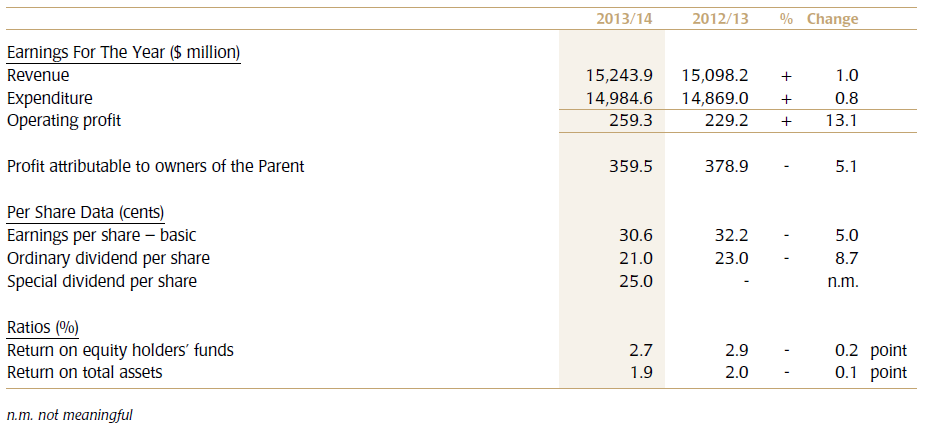 2013/14 2012/13 % Change
Earnings For The Year ($ million)
Revenue 15,243.9 15,098.2 + 1.0
Expenditure 14,984.6 14,869.0 + 0.8
Operating profit 259.3 229.2 + 13.1
Profit attributable to owners of the Parent 359.5 378.9 - 5.1
Per Share Data (cents)
Earnings per share – basic 30.6 32.2 - 5.0
Ordinary dividend per share 21.0 23.0 - 8.7
Special dividend per share 25.0 - n.m.
Ratios (%)
Return on equity holders' funds 2.7 2.9 - 0.2 point
Return on total assets 1.9 2.0 - 0.1 point
n.m. not meaningful